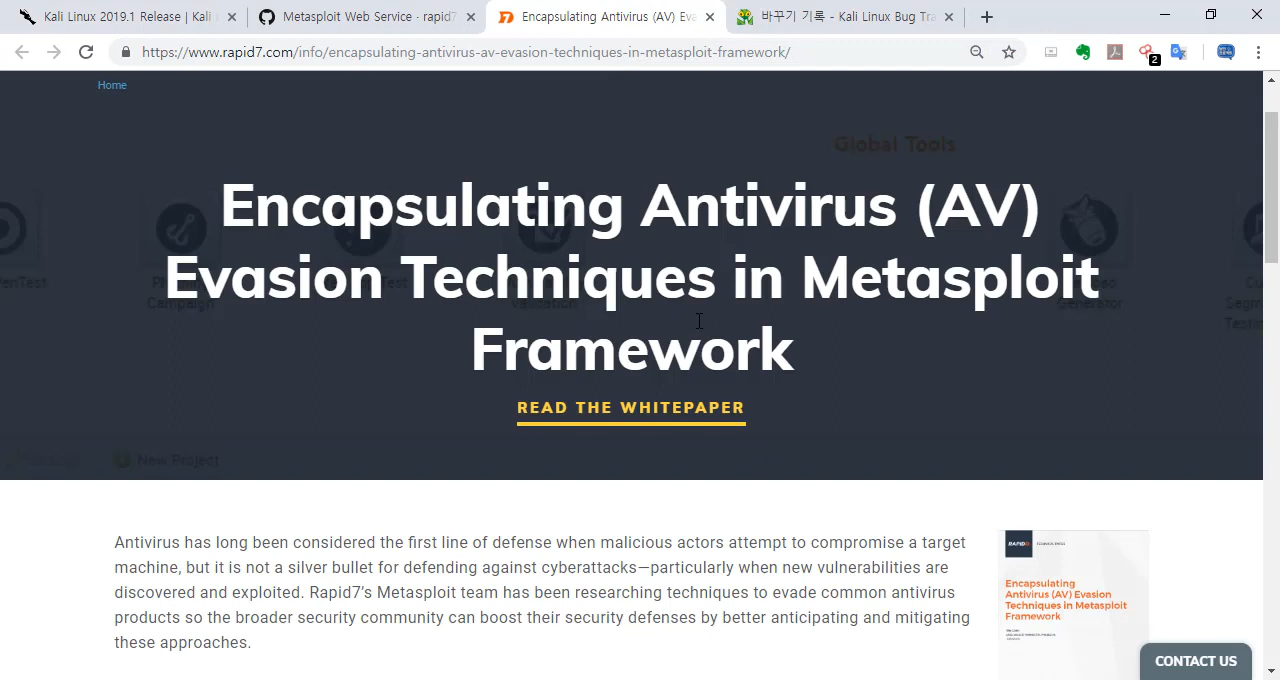 Kali Linux 2019.1 Release | Kali
Metasploit Web Service · rapid7
Encapsulating Antivirus (AV) Eva
바꾸기 기록 - Kali Linux Bug Tra
https://www.rapid7.com/info/encapsulating-antivirus-av-evasion-techniques-in-metasploit-framework/
2
Home
Global Tools
Encapsulating Antivirus (AV)
Evasion Techniques in Metasploit
Framework
READ THE WHITEPAPER
New Project
Antivirus has long been considered the first line of defense when malicious actors attempt to compromise a target
machine, but it is not a silver bullet for defending against cyberattacks—particularly when new vulnerabilities are
discovered and exploited. Rapid7's Metasploit team has been researching techniques to evade common antivirus
products so the broader security community can boost their security defenses by better anticipating and mitigating
these approaches.
RAPID7
Encapsulating
Antivirus (AV) Evasion
Techniques in Metasploit
Framework
CONTACT US